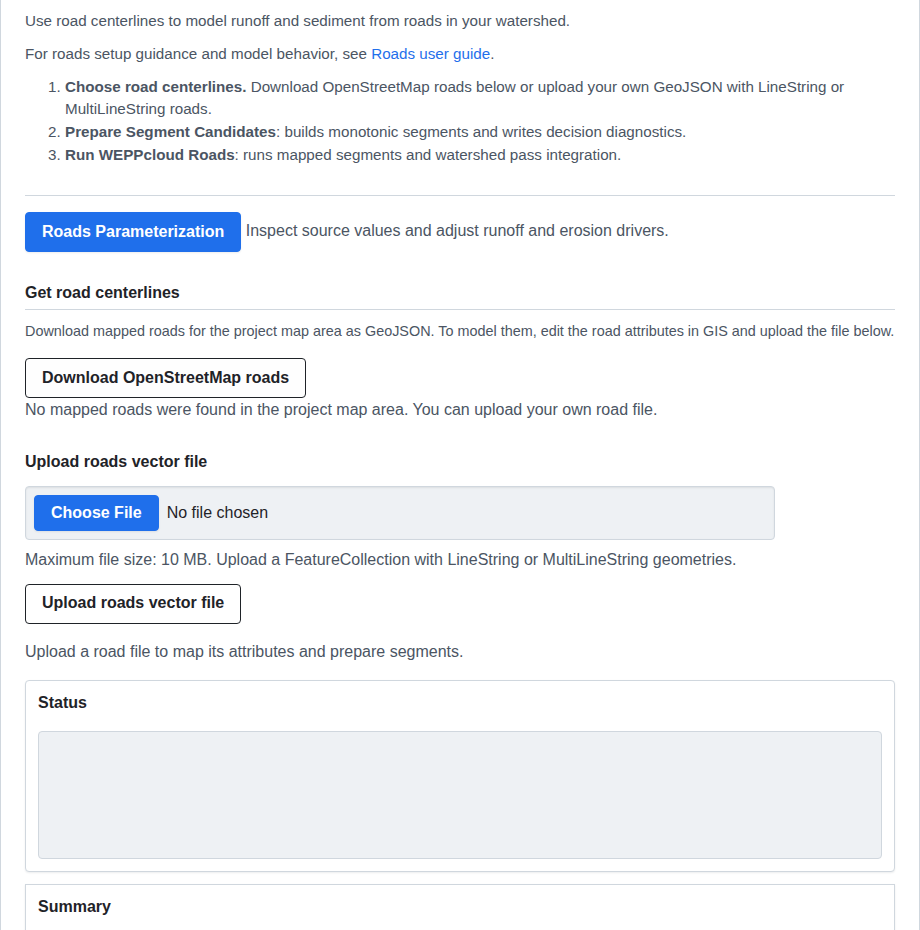 Use road centerlines to model runoff and sediment from roads in your watershed.
For roads setup guidance and model behavior, see Roads user guide.
1. Choose road centerlines. Download OpenStreetMap roads below or upload your own GeoJSON with LineString or
MultiLineString roads.
2. Prepare Segment Candidates: builds monotonic segments and writes decision diagnostics.
3. Run WEPPcloud Roads: runs mapped segments and watershed pass integration.
Roads Parameterization Inspect source values and adjust runoff and erosion drivers.
Get road centerlines
Download mapped roads for the project map area as GeoJSON. To model them, edit the road attributes in GIS and upload the file below.
Download OpenStreetMap roads
No mapped roads were found in the project map area. You can upload your own road file.
Upload roads vector file
Choose File No file chosen
Maximum file size: 10 MB. Upload a FeatureCollection with LineString or MultiLineString geometries.
Upload roads vector file
Upload a road file to map its attributes and prepare segments.
Status
Summary